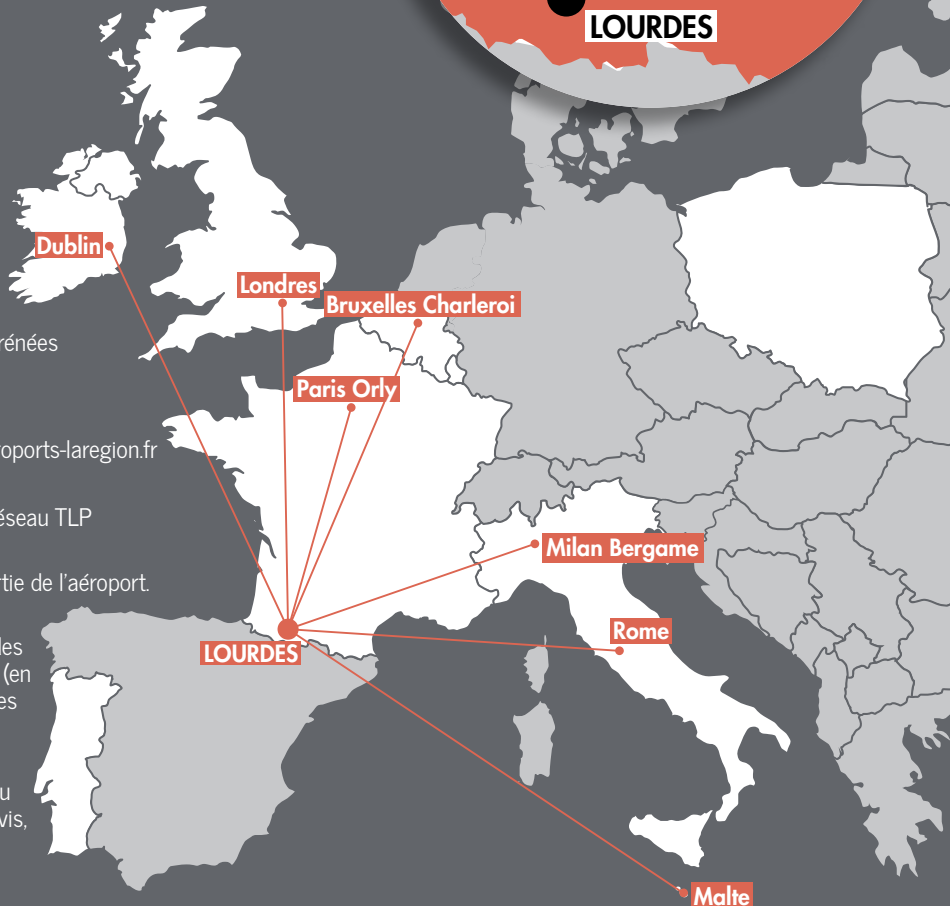 LOURDES
Dublin
Londres
Bruxelles Charleroi
Paris Orly
Milan Bergame
Rome
LOURDES
Malte
rénées
roports-laregion.fr
éseau TLP
rtie de l'aéroport.
les
(en
es
u
vis,